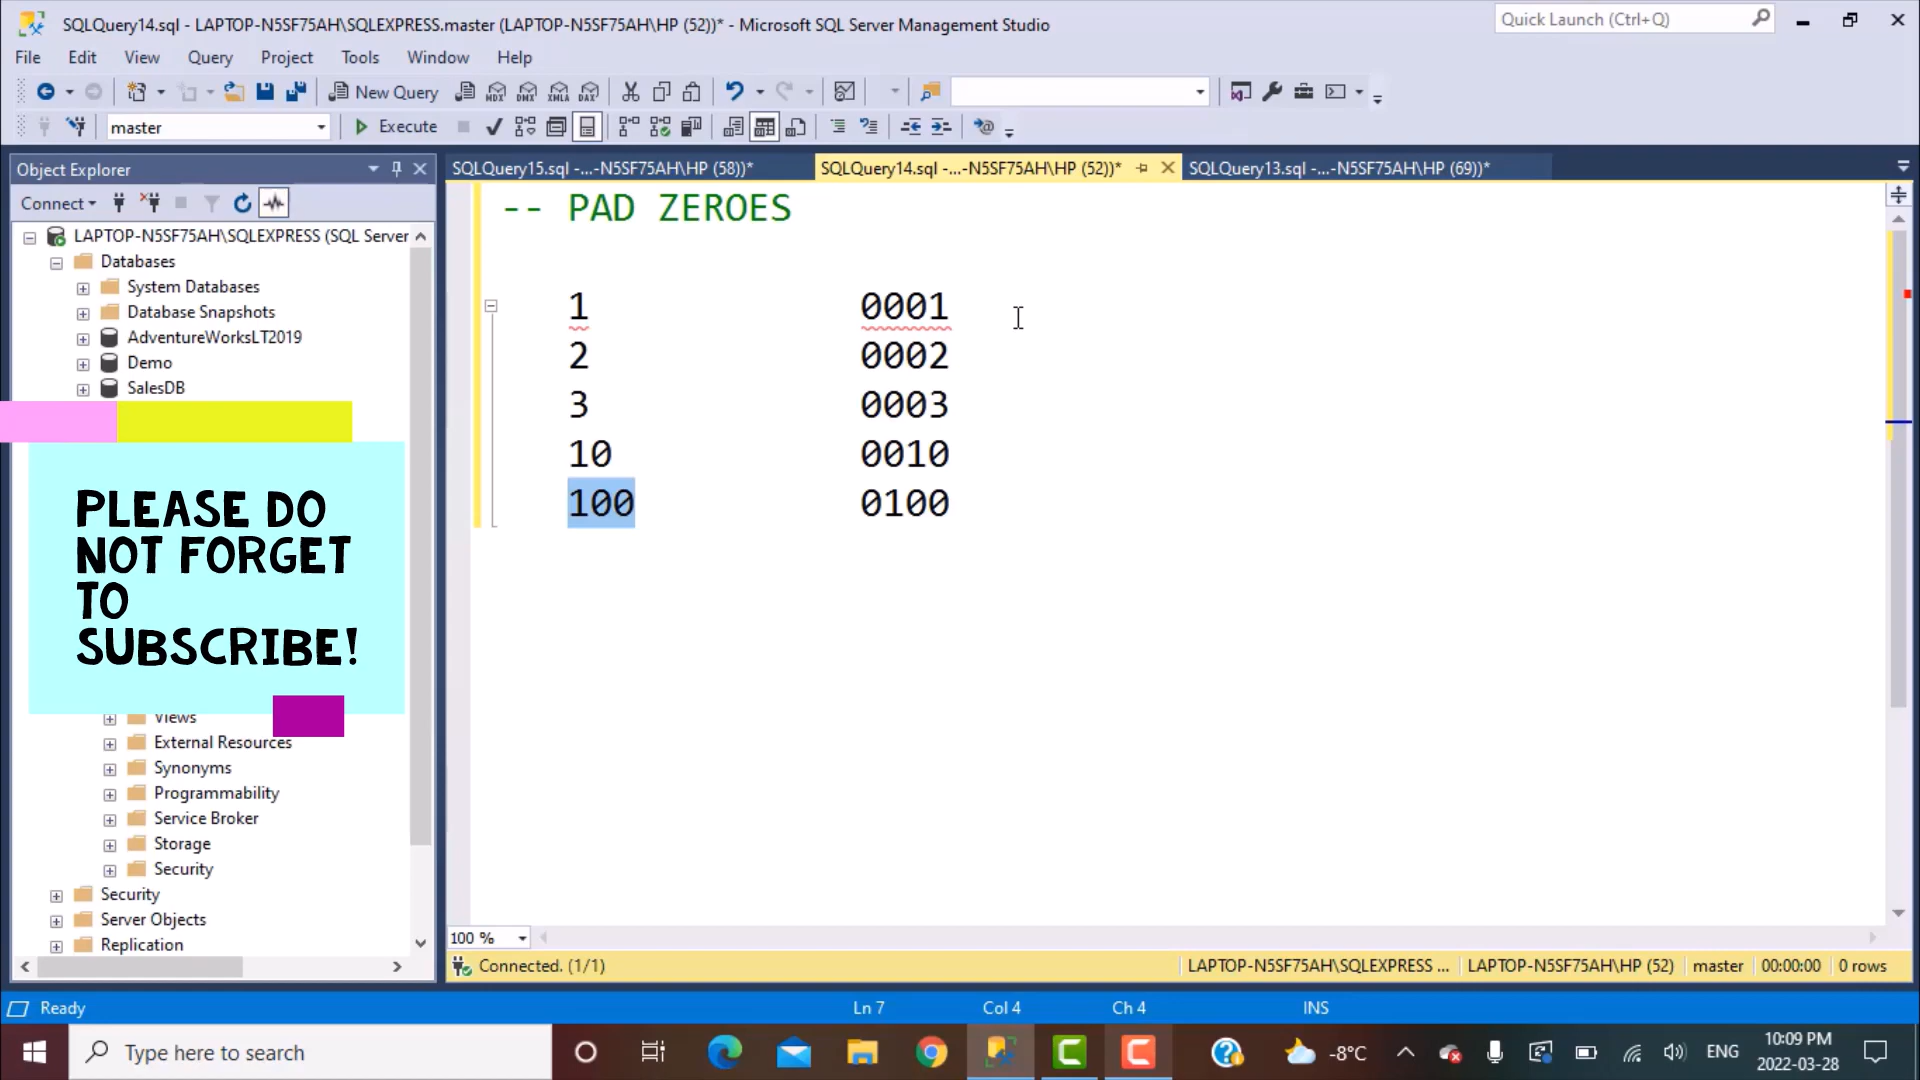 SQLQuery14.sql - LAPTOP-N5SF75AH\SQLEXPRESS.master (LAPTOP-N5SF75AH\HP (52))* - Microsoft SQL Server Management Studio
Quick Launch (Ctrl+Q)
File Edit View Query Project Tools Window Help
New Query
MDX DMX XMLA DAX
master
Execute
Object Explorer
SQLQuery15.sql -...-N5SF75AH\HP (58))*
SQLQuery14.sql -...-N5SF75AH\HP (52))*
SQLQuery13.sql -...-N5SF75AH\HP (69))*
Connect
LAPTOP-N5SF75AH\SQLEXPRESS (SQL Server
Databases
System Databases
Database Snapshots
AdventureWorksLT2019
Demo
SalesDB
PLEASE DO
NOT FORGET
TO
SUBSCRIBE!
Views
External Resources
Synonyms
Programmability
Service Broker
Storage
Security
Security
Server Objects
Replication
-- PAD ZEROES
1 0001
2 0002
3 0003
10 0010
100 0100
100 %
Connected. (1/1)
LAPTOP-N5SF75AH\SQLEXPRESS ... LAPTOP-N5SF75AH\HP (52) master 00:00:00 0 rows
Ready Ln 7 Col 4 Ch 4 INS
Type here to search
-8°C
ENG
10:09 PM
2022-03-28